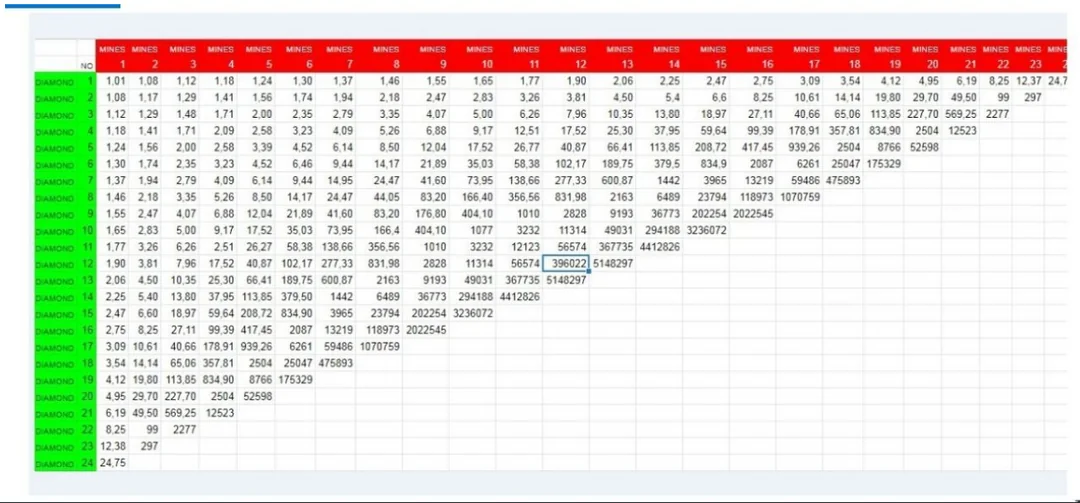 MINES MINES MINES MINES MINES MINES MINES MINES MINES MINES MINES MINES MINES MINES MINES MINES MINES MINES MINES MINES MINES MINES MINES MINE
NO 1 2 3 4 5 6 7 8 9 10 11 12 13 14 15 16 17 18 19 20 21 22 23 2
DIAMOND 1 1,01 1,08 1,12 1,18 1,24 1,30 1,37 1,46 1,55 1,65 1,77 1,90 2,06 2,25 2,47 2,75 3,09 3,54 4,12 4,95 6,19 8,25 12,37 24,7
DIAMOND 2 1,08 1,17 1,29 1,41 1,56 1,74 1,94 2,18 2,47 2,83 3,26 3,81 4,50 5,4 6,6 8,25 10,61 14,14 19,80 29,70 49,50 99 297
DIAMOND 3 1,12 1,29 1,48 1,71 2,00 2,35 2,79 3,35 4,07 5,00 6,26 7,96 10,35 13,80 18,97 27,11 40,66 65,06 113,85 227,70 569,25 2277
DIAMOND 4 1,18 1,41 1,71 2,09 2,58 3,23 4,09 5,26 6,88 9,17 12,51 17,52 25,30 37,95 59,64 99,39 178,91 357,81 834,90 2504 12523
DIAMOND 5 1,24 1,56 2,00 2,58 3,39 4,52 6,14 8,50 12,04 17,52 26,77 40,87 66,41 113,85 208,72 417,45 939,26 2504 8766 52598
DIAMOND 6 1,30 1,74 2,35 3,23 4,52 6,46 9,44 14,17 21,89 35,03 58,38 102,17 189,75 379,5 834,9 2087 6261 25047 175329
DIAMOND 7 1,37 1,94 2,79 4,09 6,14 9,44 14,95 24,47 41,60 73,95 138,66 277,33 600,87 1442 3965 13219 59486 475893
DIAMOND 8 1,46 2,18 3,35 5,26 8,50 14,17 24,47 44,05 83,20 166,40 356,56 831,98 2163 6489 23794 118973 1070759
DIAMOND 9 1,55 2,47 4,07 6,88 12,04 21,89 41,60 83,20 176,80 404,10 1010 2828 9193 36773 202254 2022545
DIAMOND 10 1,65 2,83 5,00 9,17 17,52 35,03 73,95 166,4 404,10 1077 3232 11314 49031 294188 3236072
DIAMOND 11 1,77 3,26 6,26 2,51 26,27 58,38 138,66 356,56 1010 3232 12123 56574 367735 4412826
DIAMOND 12 1,90 3,81 7,96 17,52 40,87 102,17 277,33 831,98 2828 11314 56574 396022 5148297
DIAMOND 13 2,06 4,50 10,35 25,30 66,41 189,75 600,87 2163 9193 49031 367735 5148297
DIAMOND 14 2,25 5,40 13,80 37,95 113,85 379,50 1442 6489 36773 294188 4412826
DIAMOND 15 2,47 6,60 18,97 59,64 208,72 834,90 3965 23794 202254 3236072
DIAMOND 16 2,75 8,25 27,11 99,39 417,45 2087 13219 118973 2022545
DIAMOND 17 3,09 10,61 40,66 178,91 939,26 6261 59486 1070759
DIAMOND 18 3,54 14,14 65,06 357,81 2504 25047 475893
DIAMOND 19 4,12 19,80 113,85 834,90 8766 175329
DIAMOND 20 4,95 29,70 227,70 2504 52598
DIAMOND 21 6,19 49,50 569,25 12523
DIAMOND 22 8,25 99 2277
DIAMOND 23 12,38 297
DIAMOND 24 24,75